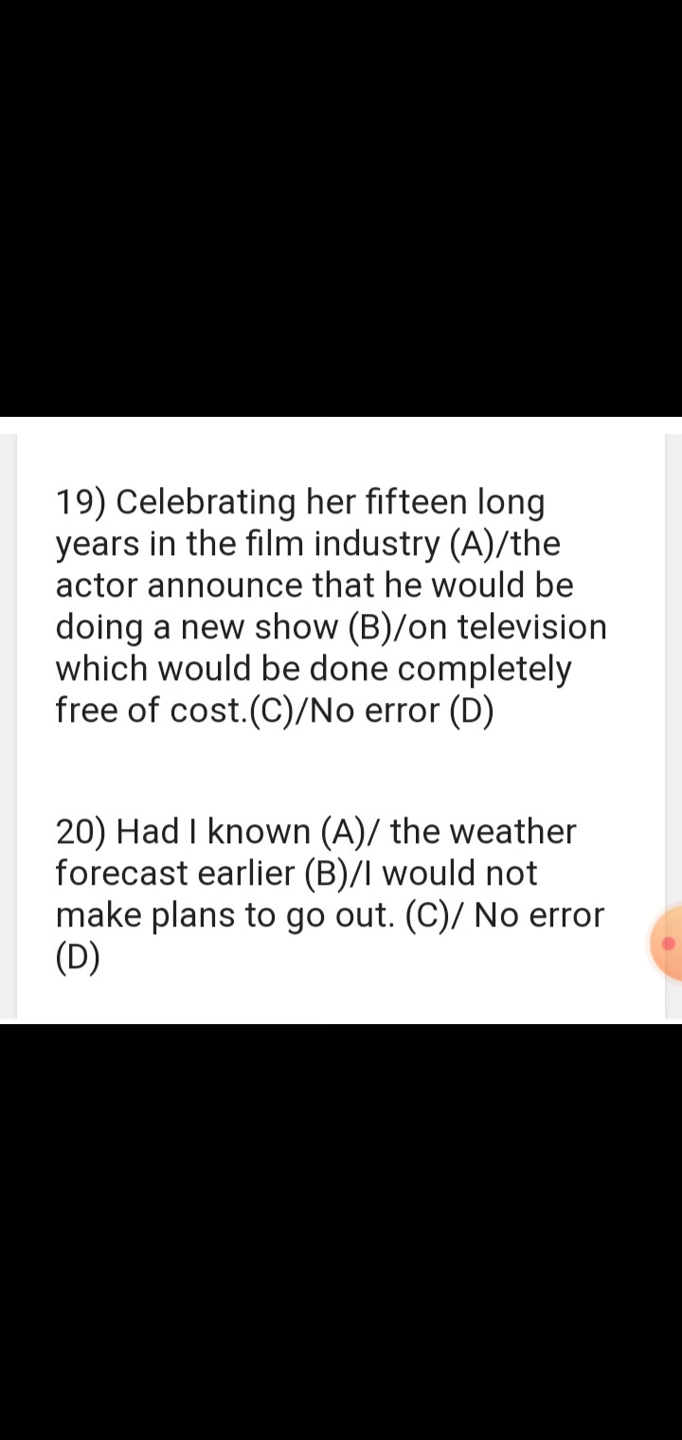 19) Celebrating her fifteen long
years in the film industry (A)/the
actor announce that he would be
doing a new show (B)/on television
which would be done completely
free of cost.(C)/No error (D)
20) Had I known (A)/ the weather
forecast earlier (B)/I would not
make plans to go out. (C)/ No error
(D)